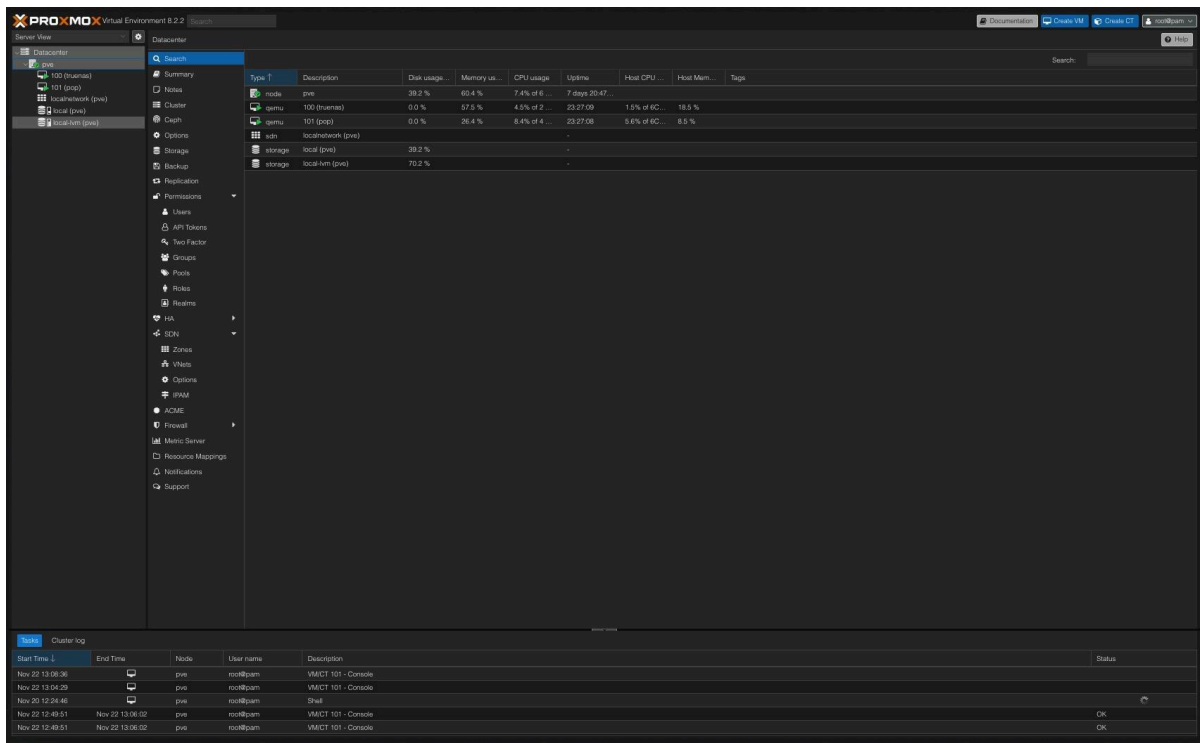 PROXMOX Virtual Environment 8.2.2 Search Documentation Create VM Create CT root@pam
Server View Datacenter Help
Datacenter
pve
100 (truenas)
101 (pop)
localnetwork (pve)
local (pve)
local-lvm (pve)
Search
Summary
Notes
Cluster
Ceph
Options
Storage
Backup
Replication
Permissions
Users
API Tokens
Two Factor
Groups
Pools
Roles
Realms
HA
SDN
Zones
VNets
Options
IPAM
ACME
Firewall
Metric Server
Resource Mappings
Notifications
Support
Search:
Type ↑ Description Disk usage... Memory us... CPU usage Uptime Host CPU ... Host Mem... Tags
node pve 39.2 % 60.4 % 7.4% of 6 ... 7 days 20:47...
qemu 100 (truenas) 0.0 % 57.5 % 4.5% of 2 ... 23:27:09 1.5% of 6C... 18.5 %
qemu 101 (pop) 0.0 % 26.4 % 8.4% of 4 ... 23:27:08 5.6% of 6C... 8.5 %
sdn localnetwork (pve) -
storage local (pve) 39.2 % -
storage local-lvm (pve) 70.2 % -
Tasks Cluster log
Start Time ↓ End Time Node User name Description Status
Nov 22 13:08:36 pve root@pam VM/CT 101 - Console
Nov 22 13:04:29 pve root@pam VM/CT 101 - Console
Nov 20 12:24:46 pve root@pam Shell
Nov 22 12:49:51 Nov 22 13:06:02 pve root@pam VM/CT 101 - Console OK
Nov 22 12:49:51 Nov 22 13:06:02 pve root@pam VM/CT 101 - Console OK